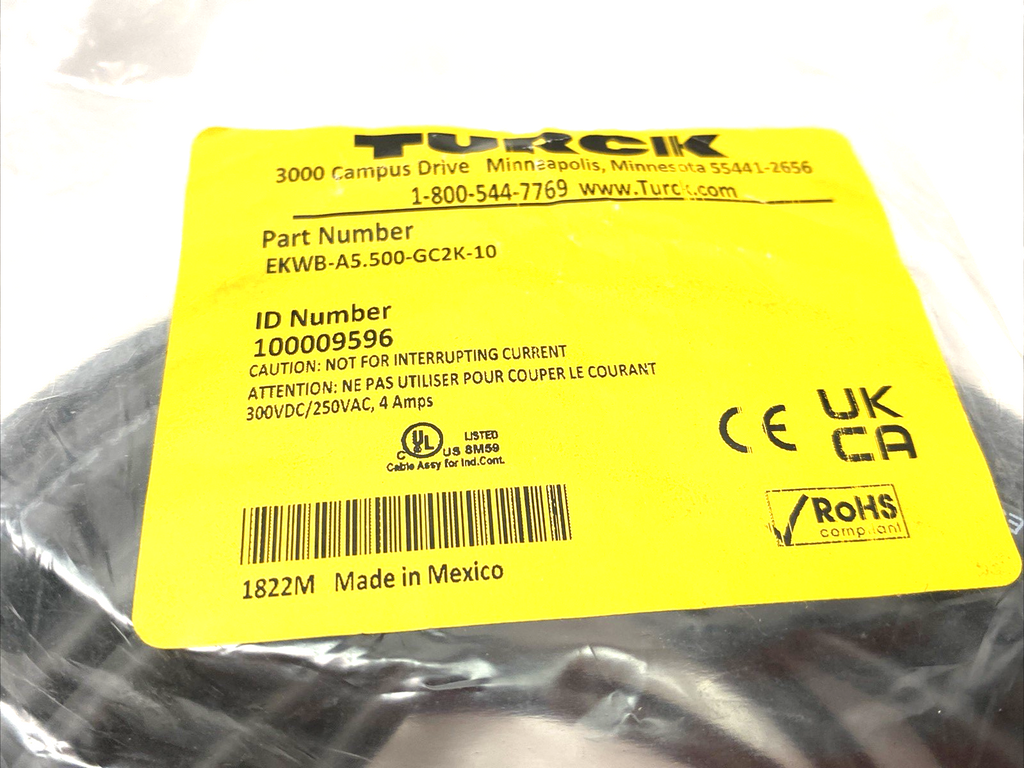 TURCK
3000 Campus Drive Minneapolis, Minnesota 55441-2656
1-800-544-7769 www.Turck.com
Part Number
EKWB-A5.500-GC2K-10
ID Number
100009596
CAUTION: NOT FOR INTERRUPTING CURRENT
ATTENTION: NE PAS UTILISER POUR COUPER LE COURANT
300VDC/250VAC, 4 Amps
C UL US LISTED 8M59
Cable Assy for Ind.Cont.
CE
UK
CA
RoHS
compliant
1822M Made in Mexico